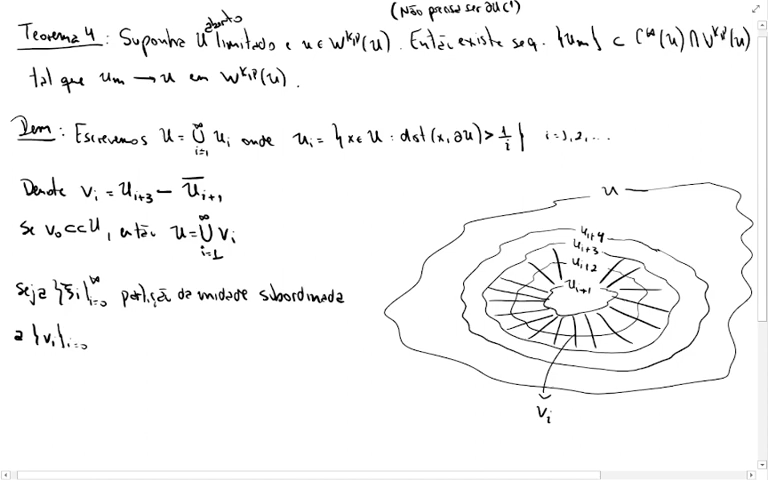 (Não precisa ser ∂U C¹)
aberto
Teorema 4: Suponha U limitado e u ∈ W^{k,p}(U). Então existe seq. {u_m} ⊂ C^∞(U) ∩ W^{k,p}(U)
tal que u_m → u em W^{k,p}(U).
Dem: Escrevemos U = ⋃_{i=1}^∞ U_i onde U_i = {x ∈ U : dist(x, ∂U) > 1/i} i=1,2,...
Denote V_i = U_{i+3} − Ū_{i+1}
Se V_0 ⊂⊂ U, então U = ⋃_{i=1}^∞ V_i
Seja {ξ_i}_{i=0}^∞ partição da unidade subordinada
a {V_i}_{i=0}
U
U_{i+4}
U_{i+3}
U_{i+2}
U_{i+1}
V_i